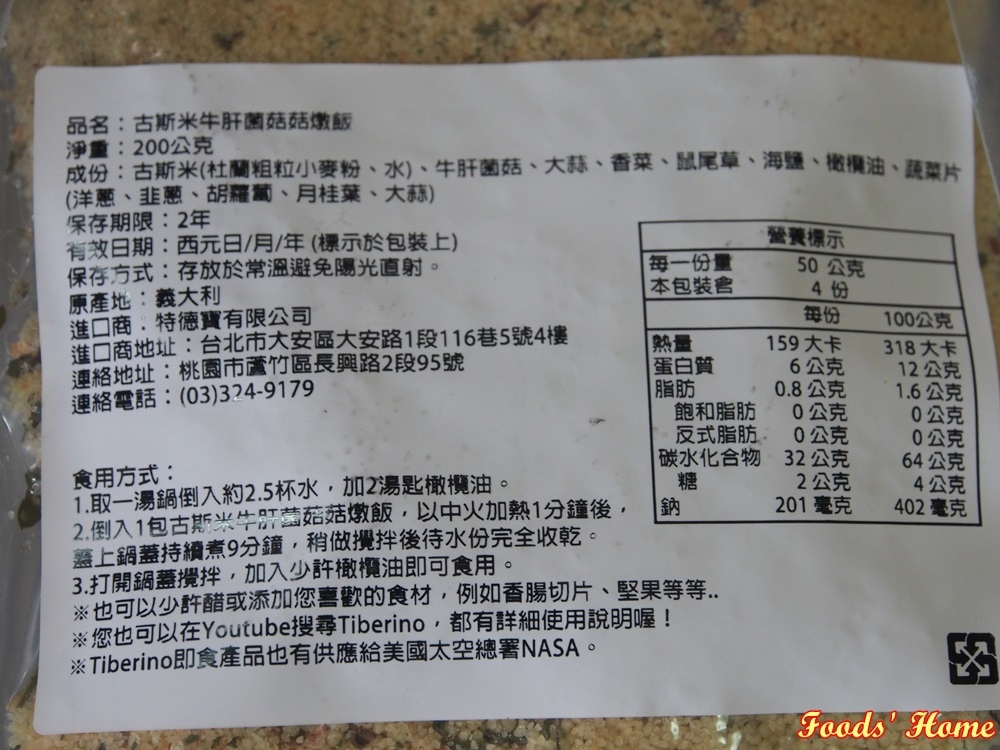 品名：古斯米牛肝菌菇菇燉飯
淨重：200公克
成份：古斯米(杜蘭粗粒小麥粉、水)、牛肝菌菇、大蒜、香菜、鼠尾草、海鹽、橄欖油、蔬菜片
(洋蔥、韭蔥、胡蘿蔔、月桂葉、大蒜)
保存期限：2年
有效日期：西元日/月/年 (標示於包裝上)
保存方式：存放於常溫避免陽光直射。
原產地：義大利
進口商：特德寶有限公司
進口商地址：台北市大安區大安路1段116巷5號4樓
連絡地址：桃園市蘆竹區長興路2段95號
連絡電話：(03)324-9179
營養標示
每一份量 50 公克
本包裝含 4 份
每份 100公克
熱量 159 大卡 318 大卡
蛋白質 6 公克 12 公克
脂肪 0.8 公克 1.6 公克
飽和脂肪 0 公克 0 公克
反式脂肪 0 公克 0 公克
碳水化合物 32 公克 64 公克
糖 2 公克 4 公克
鈉 201 毫克 402 毫克
食用方式：
1.取一湯鍋倒入約2.5杯水，加2湯匙橄欖油。
2.倒入1包古斯米牛肝菌菇菇燉飯，以中火加熱1分鐘後，
蓋上鍋蓋持續煮9分鐘，稍做攪拌後待水份完全收乾。
3.打開鍋蓋攪拌，加入少許橄欖油即可食用。
※也可以少許醋或添加您喜歡的食材，例如香腸切片、堅果等等..
※您也可以在Youtube搜尋Tiberino，都有詳細使用說明喔！
※Tiberino即食產品也有供應給美國太空總署NASA。
Foods' Home